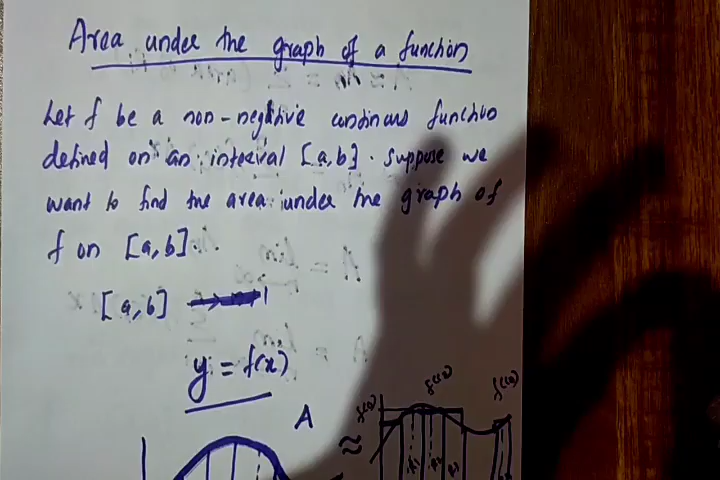 Area under the graph of a function
Let f be a non-negitive continuous function
defined on an interval [a,b]. suppose we
want to find the area under the graph of
f on [a,b].
[a,b]
y = f(x)
A
≈